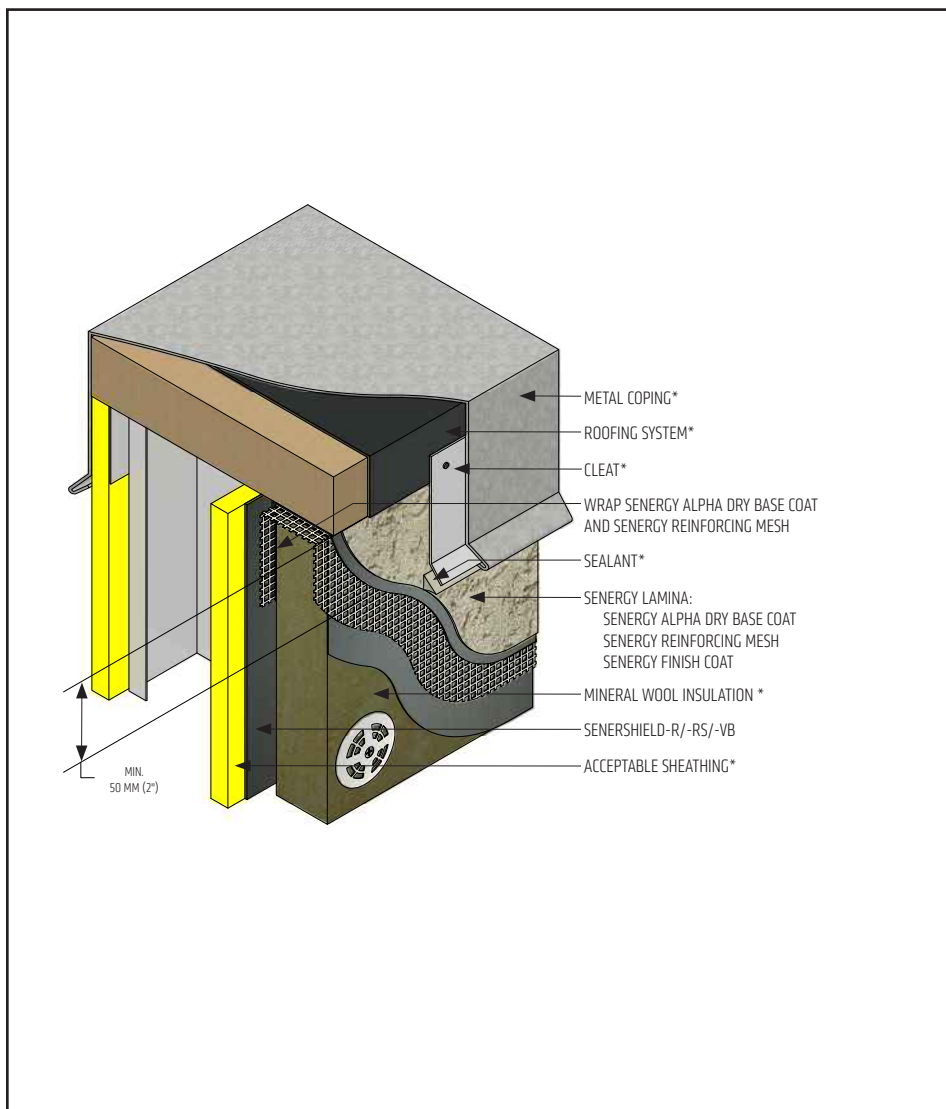 METAL COPING*
ROOFING SYSTEM*
CLEAT*
WRAP SENERGY ALPHA DRY BASE COAT
AND SENERGY REINFORCING MESH
SEALANT*
SENERGY LAMINA:
SENERGY ALPHA DRY BASE COAT
SENERGY REINFORCING MESH
SENERGY FINISH COAT
MINERAL WOOL INSULATION *
SENERSHIELD-R/-RS/-VB
ACCEPTABLE SHEATHING*
MIN.
50 MM (2")